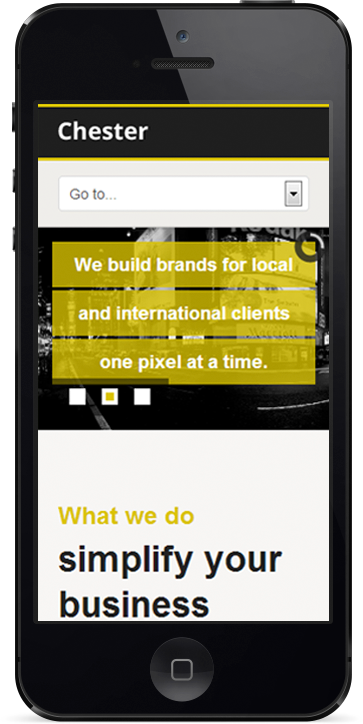 Chester
Go to...
Kodak
We build brands for local
and international clients
one pixel at a time.
What we do
simplify your
business